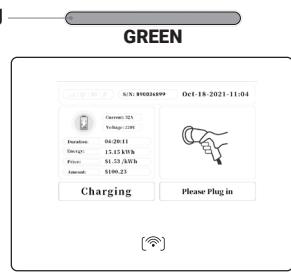 GREEN
S/N: 890036899 Oct-18-2021-11:04
Current: 32A
Voltage: 220V
Duration: 04:20:11
Energy: 15.15 kWh
Price: $1.53 /kWh
Amount: $100.23
Charging
Please Plug in